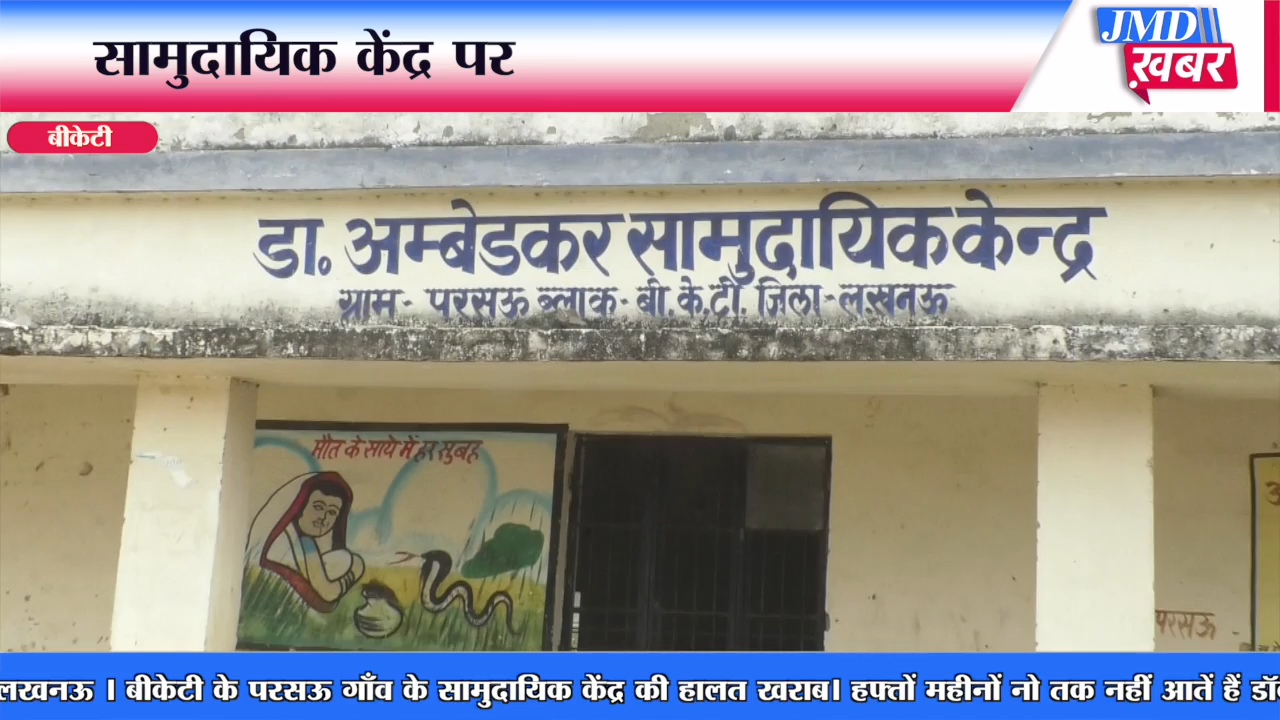 सामुदायिक केंद्र पर
JMD
ख़बर
बीकेटी
डा. अम्बेडकर सामुदायिक केन्द्र
ग्राम- परसऊ ब्लाक- बी.के.टी. जिला-लखनऊ
मौत के साये में हर सुबह
परसऊ
लखनऊ । बीकेटी के परसऊ गाँव के सामुदायिक केंद्र की हालत खराब। हफ्तों महीनों नो तक नहीं आतें हैं